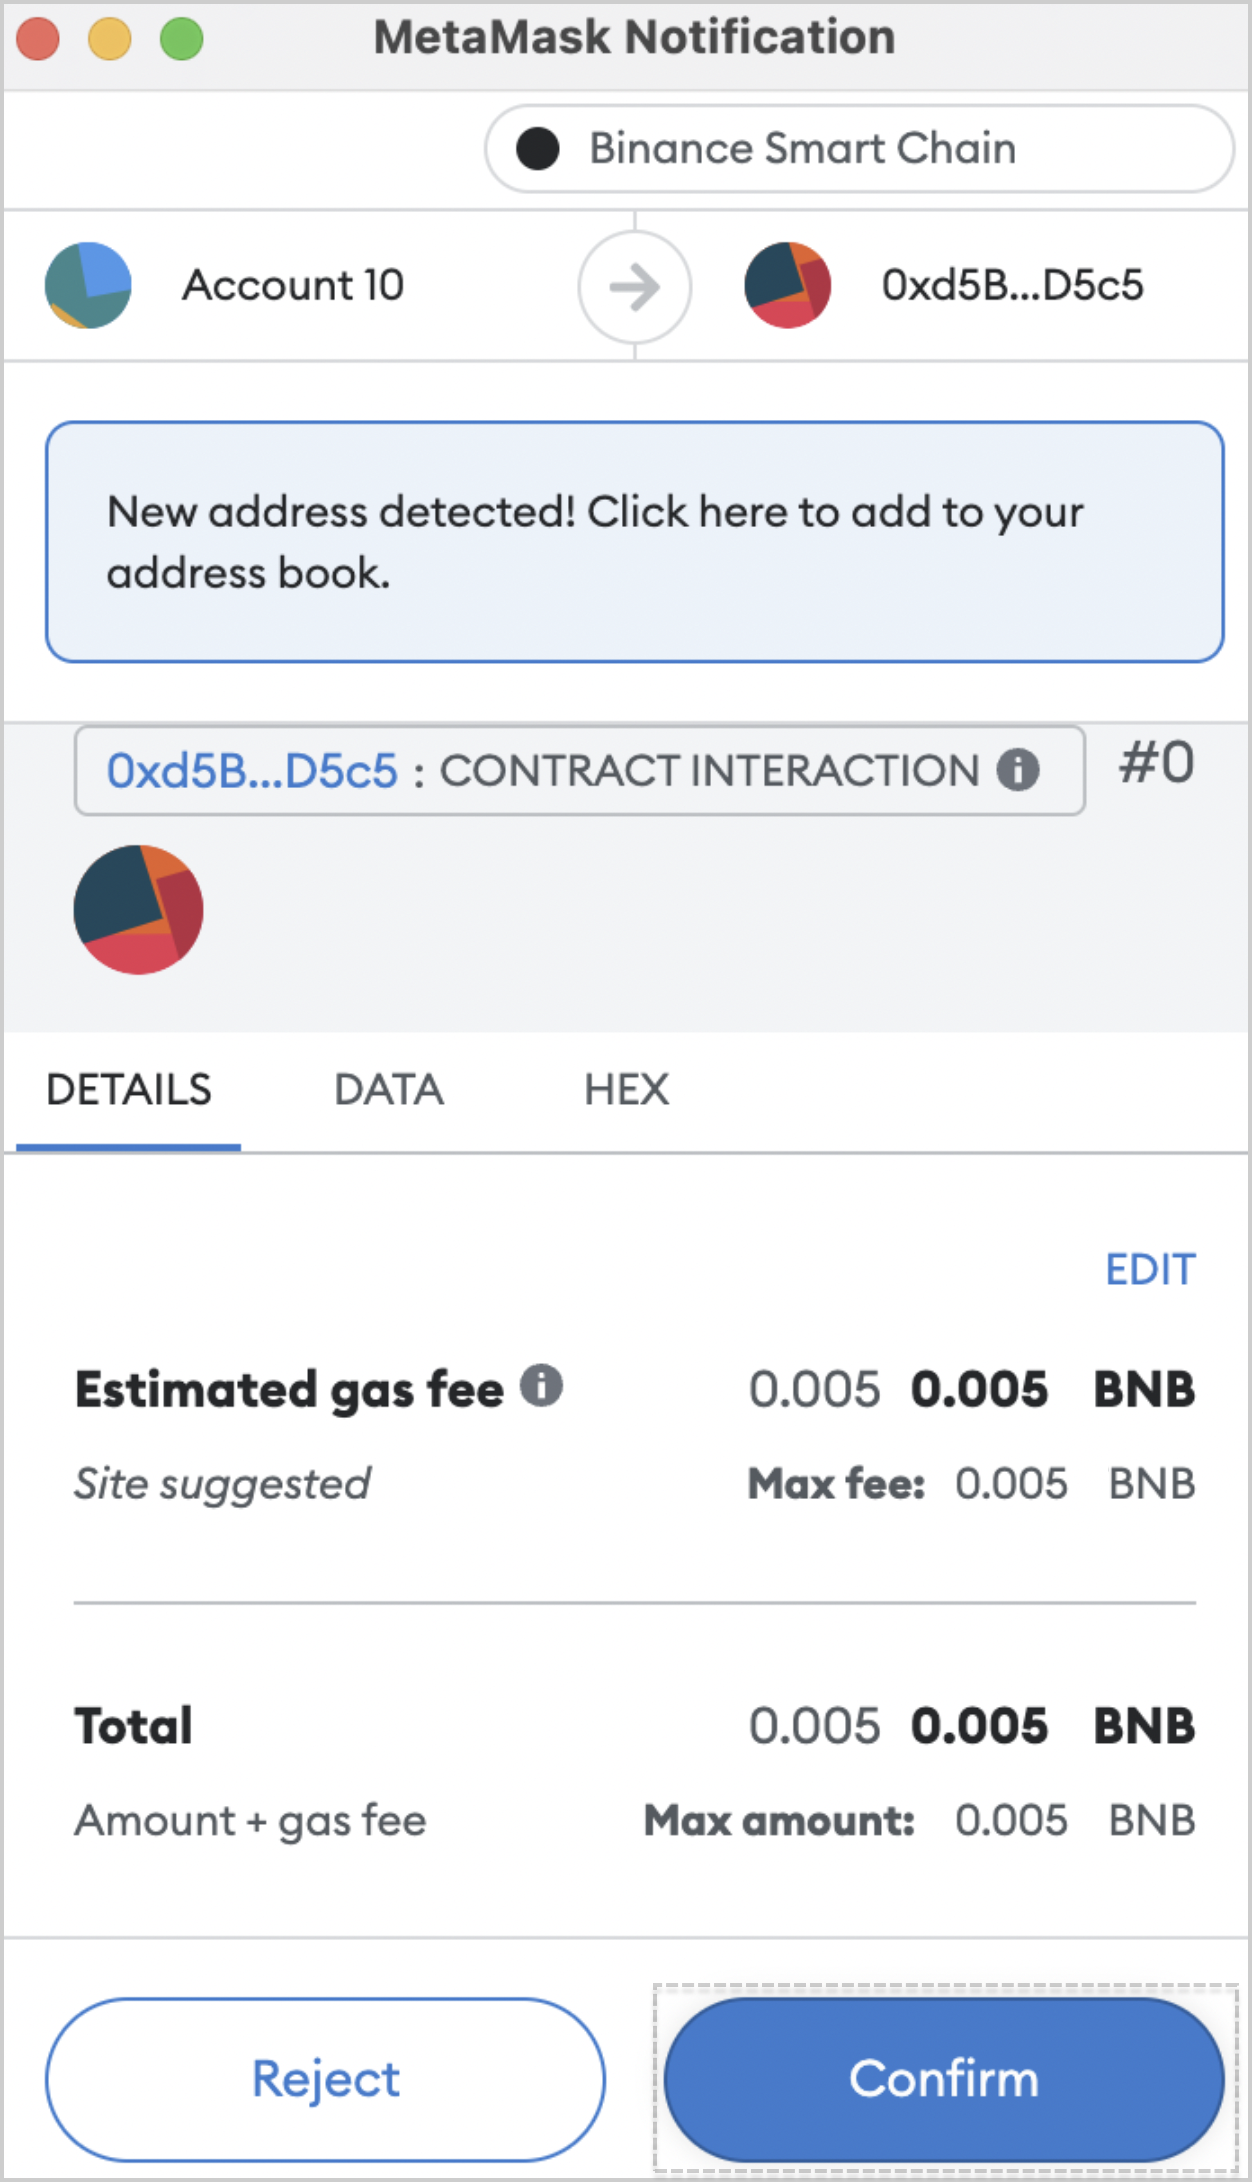 MetaMask Notification
Binance Smart Chain
Account 10
0xd5B...D5c5
New address detected! Click here to add to your
address book.
0xd5B...D5c5 : CONTRACT INTERACTION
#0
DETAILS
DATA
HEX
EDIT
Estimated gas fee
0.005 0.005 BNB
Site suggested
Max fee: 0.005 BNB
Total
0.005 0.005 BNB
Amount + gas fee
Max amount: 0.005 BNB
Reject
Confirm